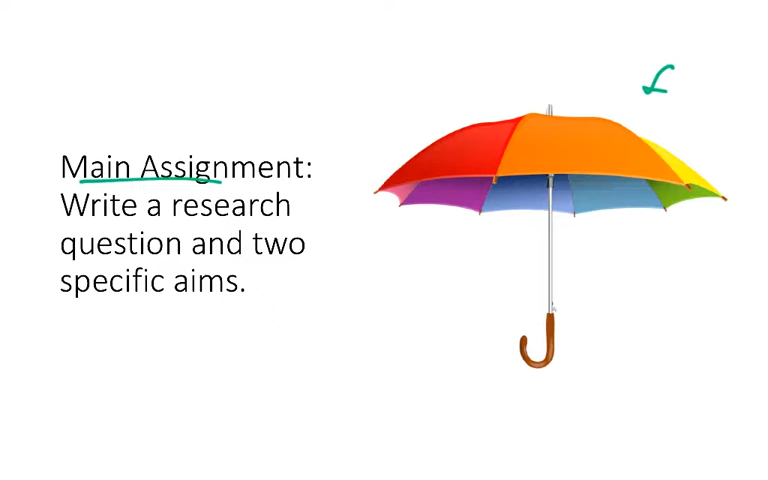 Main Assignment:
Write a research
question and two
specific aims.